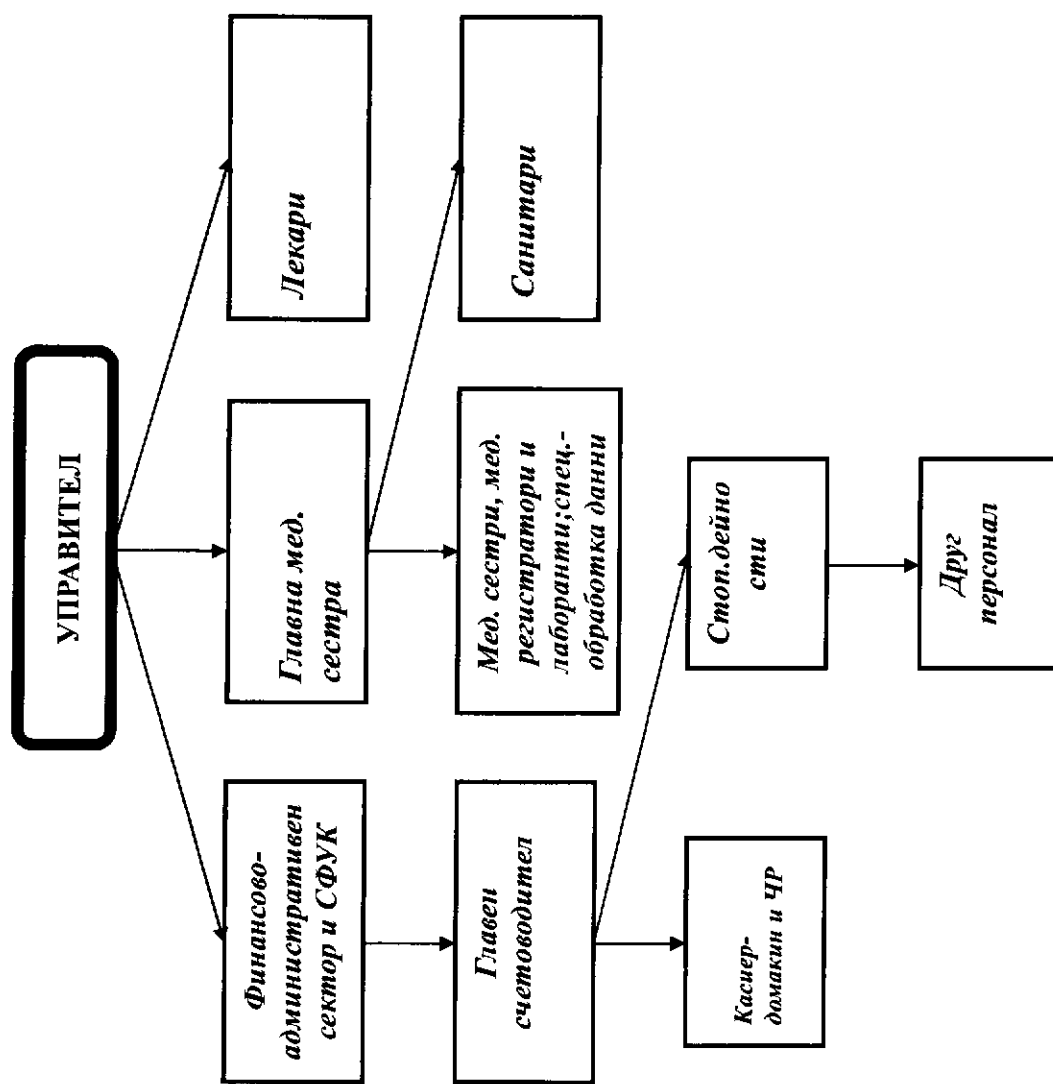 УПРАВИТЕЛ
Финансово-
административен
сектор и СФУК
Главна мед.
сестра
Лекари
Главен
счетоводител
Мед. сестри, мед.
регистратори и
лаборанти;спец.-
обработка данни
Санитари
Касиер-
домакин и ЧР
Стоп.дейно
сти
Друг
персонал